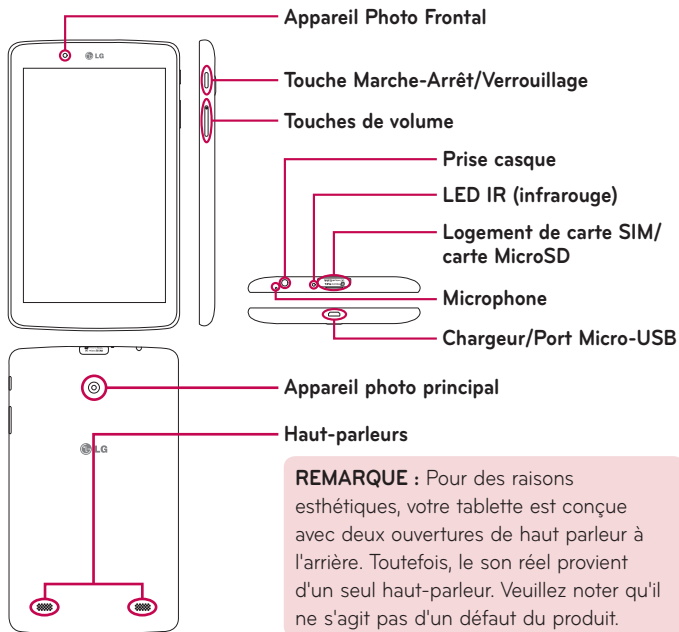 Appareil Photo Frontal
LG
Touche Marche-Arrêt/Verrouillage
Touches de volume
Prise casque
LED IR (infrarouge)
Logement de carte SIM/
carte MicroSD
Microphone
Chargeur/Port Micro-USB
Appareil photo principal
Haut-parleurs
LG
REMARQUE : Pour des raisons
esthétiques, votre tablette est conçue
avec deux ouvertures de haut parleur à
l'arrière. Toutefois, le son réel provient
d'un seul haut-parleur. Veuillez noter qu'il
ne s'agit pas d'un défaut du produit.